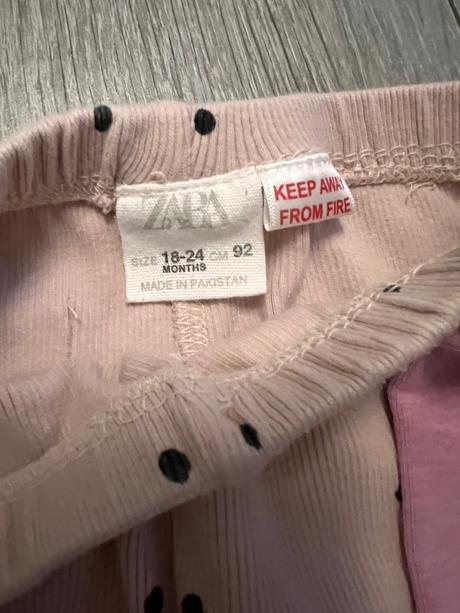 ZARA
SIZE 18-24 CM 92
MONTHS
MADE IN PAKISTAN
KEEP AWAY
FROM FIRE